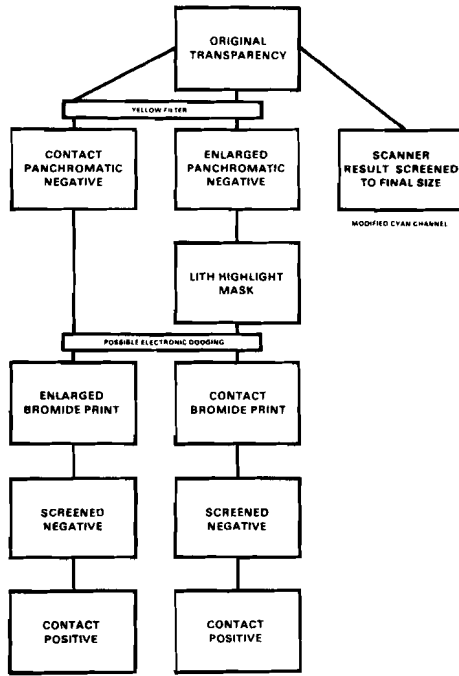 ORIGINAL
TRANSPARENCY
YELLOW FILTER
CONTACT
PANCHROMATIC
NEGATIVE
ENLARGED
PANCHROMATIC
NEGATIVE
SCANNER
RESULT SCREENED
TO FINAL SIZE
MODIFIED CYAN CHANNEL
LITH HIGHLIGHT
MASK
POSSIBLE ELECTRONIC DODGING
ENLARGED
BROMIDE PRINT
CONTACT
BROMIDE PRINT
SCREENED
NEGATIVE
SCREENED
NEGATIVE
CONTACT
POSITIVE
CONTACT
POSITIVE